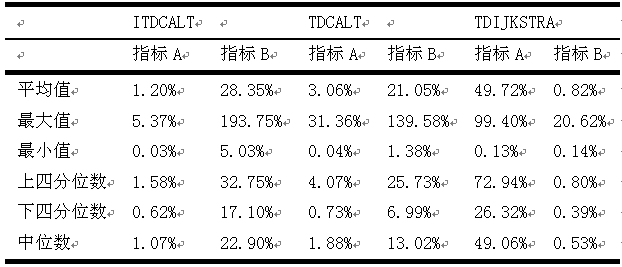 ITDCALT TDCALT TDIJKSTRA
指标 A 指标 B 指标 A 指标 B 指标 A 指标 B
平均值 1.20% 28.35% 3.06% 21.05% 49.72% 0.82%
最大值 5.37% 193.75% 31.36% 139.58% 99.40% 20.62%
最小值 0.03% 5.03% 0.04% 1.38% 0.13% 0.14%
上四分位数 1.58% 32.75% 4.07% 25.73% 72.94% 0.80%
下四分位数 0.62% 17.10% 0.73% 6.99% 26.32% 0.39%
中位数 1.07% 22.90% 1.88% 13.02% 49.06% 0.53%